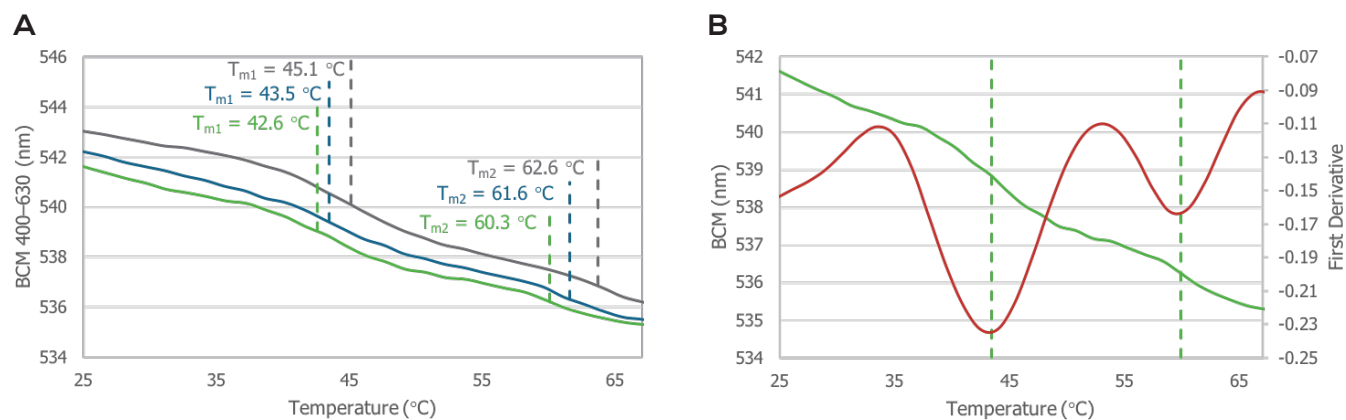 A
BCM 400–630 (nm)
546
544
542
540
538
536
534
25
35
45
55
65
Temperature (°C)
Tm1 = 45.1 °C
Tm1 = 43.5 °C
Tm1 = 42.6 °C
Tm2 = 62.6 °C
Tm2 = 61.6 °C
Tm2 = 60.3 °C
B
BCM (nm)
542
541
540
539
538
537
536
535
534
25
35
45
55
65
Temperature (°C)
-0.07
-0.09
-0.11
-0.13
-0.15
-0.17
-0.19
-0.21
-0.23
-0.25
First Derivative